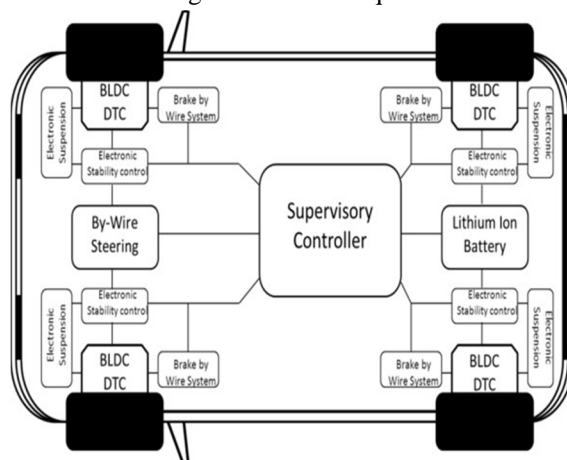 BLDC
DTC
Brake by
Wire System
Electronic
Suspension
Electronic
Stability control
By-Wire
Steering
Electronic
Stability control
Electronic
Suspension
BLDC
DTC
Brake by
Wire System
Supervisory
Controller
BLDC
DTC
Brake by
Wire System
Electronic
Suspension
Electronic
Stability control
Lithium Ion
Battery
Electronic
Stability control
Electronic
Suspension
Brake by
Wire System
BLDC
DTC